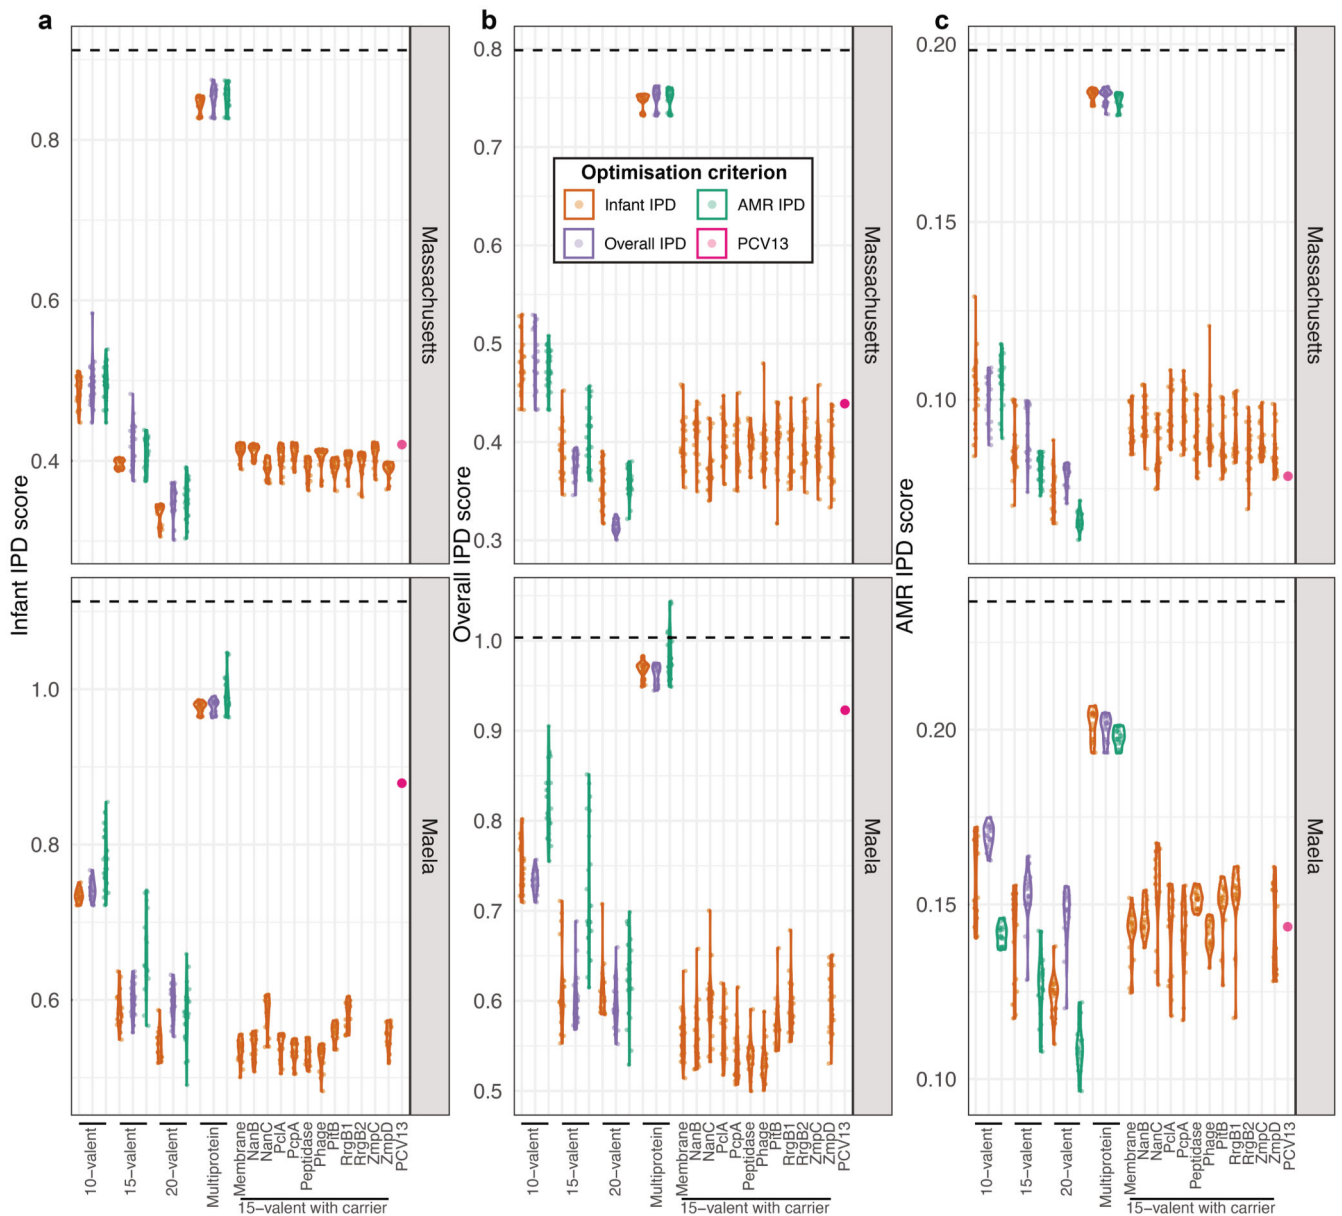 a
b
c
Infant IPD score
0.8
0.6
0.4
Massachusetts
1.0
0.8
0.6
Maela
Overall IPD score
0.8
0.7
0.6
0.5
0.4
0.3
Optimisation criterion
Infant IPD
AMR IPD
Overall IPD
PCV13
Massachusetts
1.0
0.9
0.8
0.7
0.6
0.5
Maela
AMR IPD score
0.20
0.15
0.10
Massachusetts
0.20
0.15
0.10
Maela
10-valent
15-valent
20-valent
Multiprotein
Membrane
NanB
NanC
PclA
PcpA
Peptidase
Phage
PitB
RrgB1
RrgB2
ZmpC
ZmpD
PCV13
15-valent with carrier
10-valent
15-valent
20-valent
Multiprotein
Membrane
NanB
NanC
PclA
PcpA
Peptidase
Phage
PitB
RrgB1
RrgB2
ZmpC
ZmpD
PCV13
15-valent with carrier
10-valent
15-valent
20-valent
Multiprotein
Membrane
NanB
NanC
PclA
PcpA
Peptidase
Phage
PitB
RrgB1
RrgB2
ZmpC
ZmpD
PCV13
15-valent with carrier